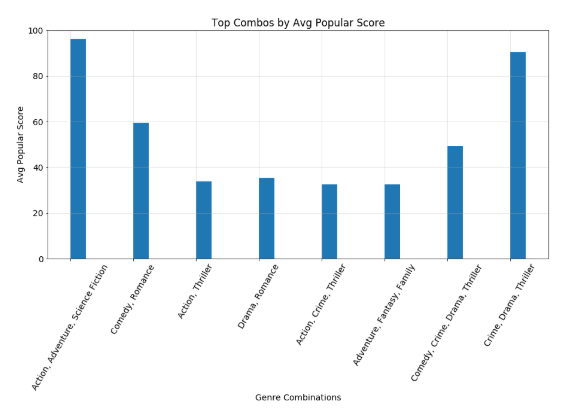 Top Combos by Avg Popular Score
100
80
60
40
20
0
Avg Popular Score
Action, Adventure, Science Fiction
Comedy, Romance
Action, Thriller
Drama, Romance
Action, Crime, Thriller
Adventure, Fantasy, Family
Comedy, Crime, Drama, Thriller
Crime, Drama, Thriller
Genre Combinations